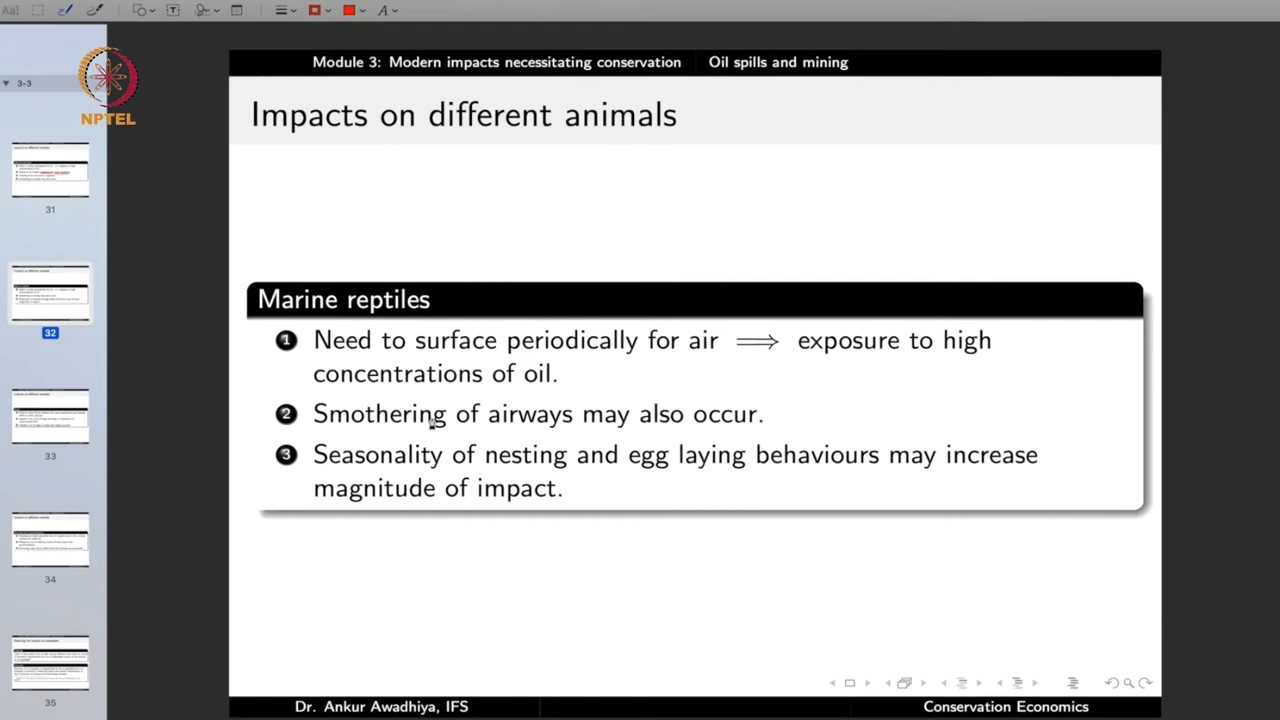 3-3
NPTEL
31
32
33
34
35
Module 3: Modern impacts necessitating conservation Oil spills and mining
Impacts on different animals
Marine reptiles
1 Need to surface periodically for air ⟹ exposure to high
concentrations of oil.
2 Smothering of airways may also occur.
3 Seasonality of nesting and egg laying behaviours may increase
magnitude of impact.
Dr. Ankur Awadhiya, IFS Conservation Economics